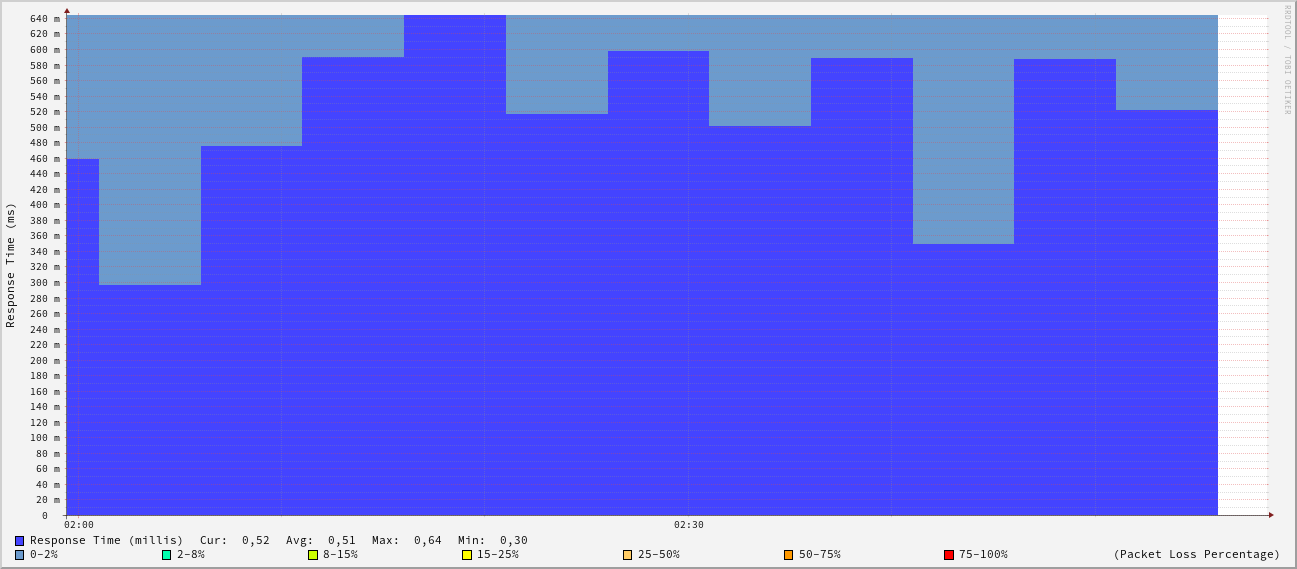 RRDTOOL / TOBI OETIKER
Response Time (ms)
640 m
620 m
600 m
580 m
560 m
540 m
520 m
500 m
480 m
460 m
440 m
420 m
400 m
380 m
360 m
340 m
320 m
300 m
280 m
260 m
240 m
220 m
200 m
180 m
160 m
140 m
120 m
100 m
80 m
60 m
40 m
20 m
0
02:00 02:30
Response Time (millis) Cur: 0,52 Avg: 0,51 Max: 0,64 Min: 0,30
0-2% 2-8% 8-15% 15-25% 25-50% 50-75% 75-100% (Packet Loss Percentage)